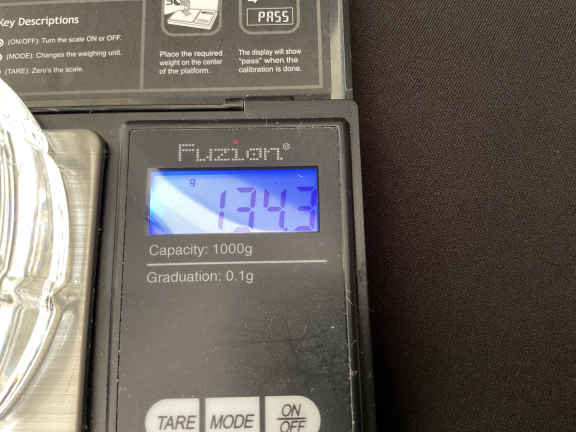 Key Descriptions
(ON/OFF): Turn the scale ON or OFF.
(MODE): Changes the weighing unit.
(TARE): Zero's the scale.
Place the required
weight on the center
of the platform.
PASS
The display will show
"pass" when the
calibration is done.
Fuzion®
g
134.3
Capacity: 1000g
Graduation: 0.1g
TARE
MODE
ON
OFF